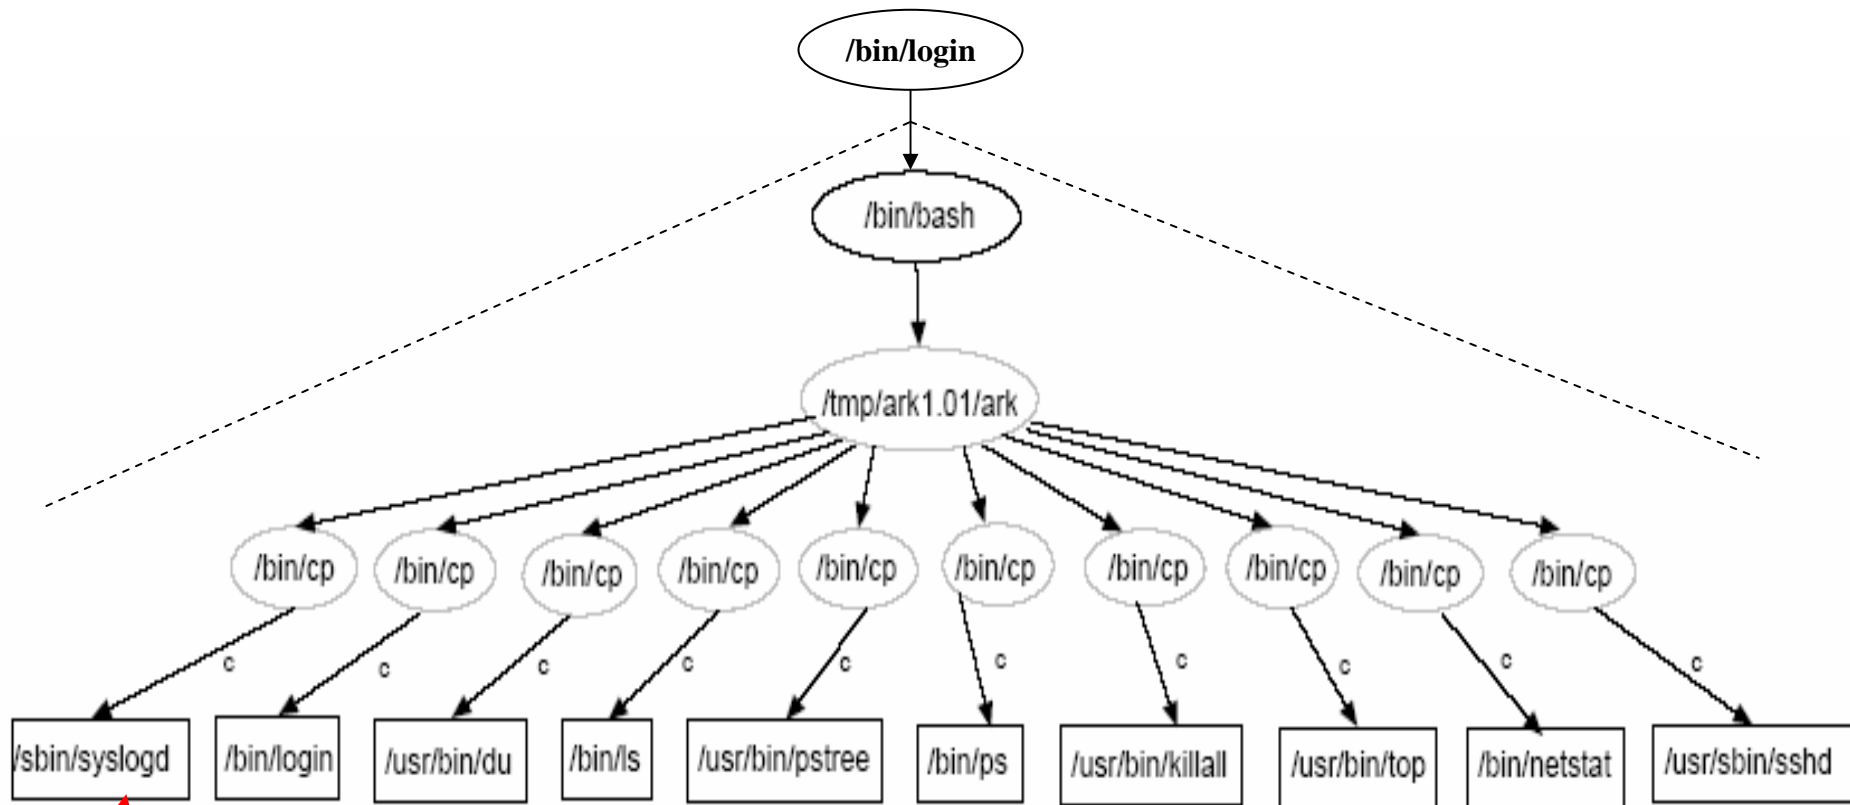 /bin/login
/bin/bash
/tmp/ark1.01/ark
/bin/cp /bin/cp /bin/cp /bin/cp /bin/cp /bin/cp /bin/cp /bin/cp /bin/cp /bin/cp
c c c c c c c c c c
/sbin/syslogd /bin/login /usr/bin/du /bin/ls /usr/bin/pstree /bin/ps /usr/bin/killall /usr/bin/top /bin/netstat /usr/sbin/sshd